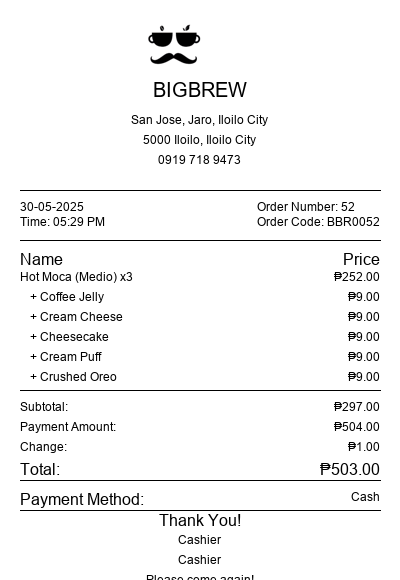 BIGBREW
San Jose, Jaro, Iloilo City
5000 Iloilo, Iloilo City
0919 718 9473
30-05-2025 Order Number: 52
Time: 05:29 PM Order Code: BBR0052
Name Price
Hot Moca (Medio) x3 ₱252.00
+ Coffee Jelly ₱9.00
+ Cream Cheese ₱9.00
+ Cheesecake ₱9.00
+ Cream Puff ₱9.00
+ Crushed Oreo ₱9.00
Subtotal: ₱297.00
Payment Amount: ₱504.00
Change: ₱1.00
Total: ₱503.00
Payment Method: Cash
Thank You!
Cashier
Cashier
Please come again!